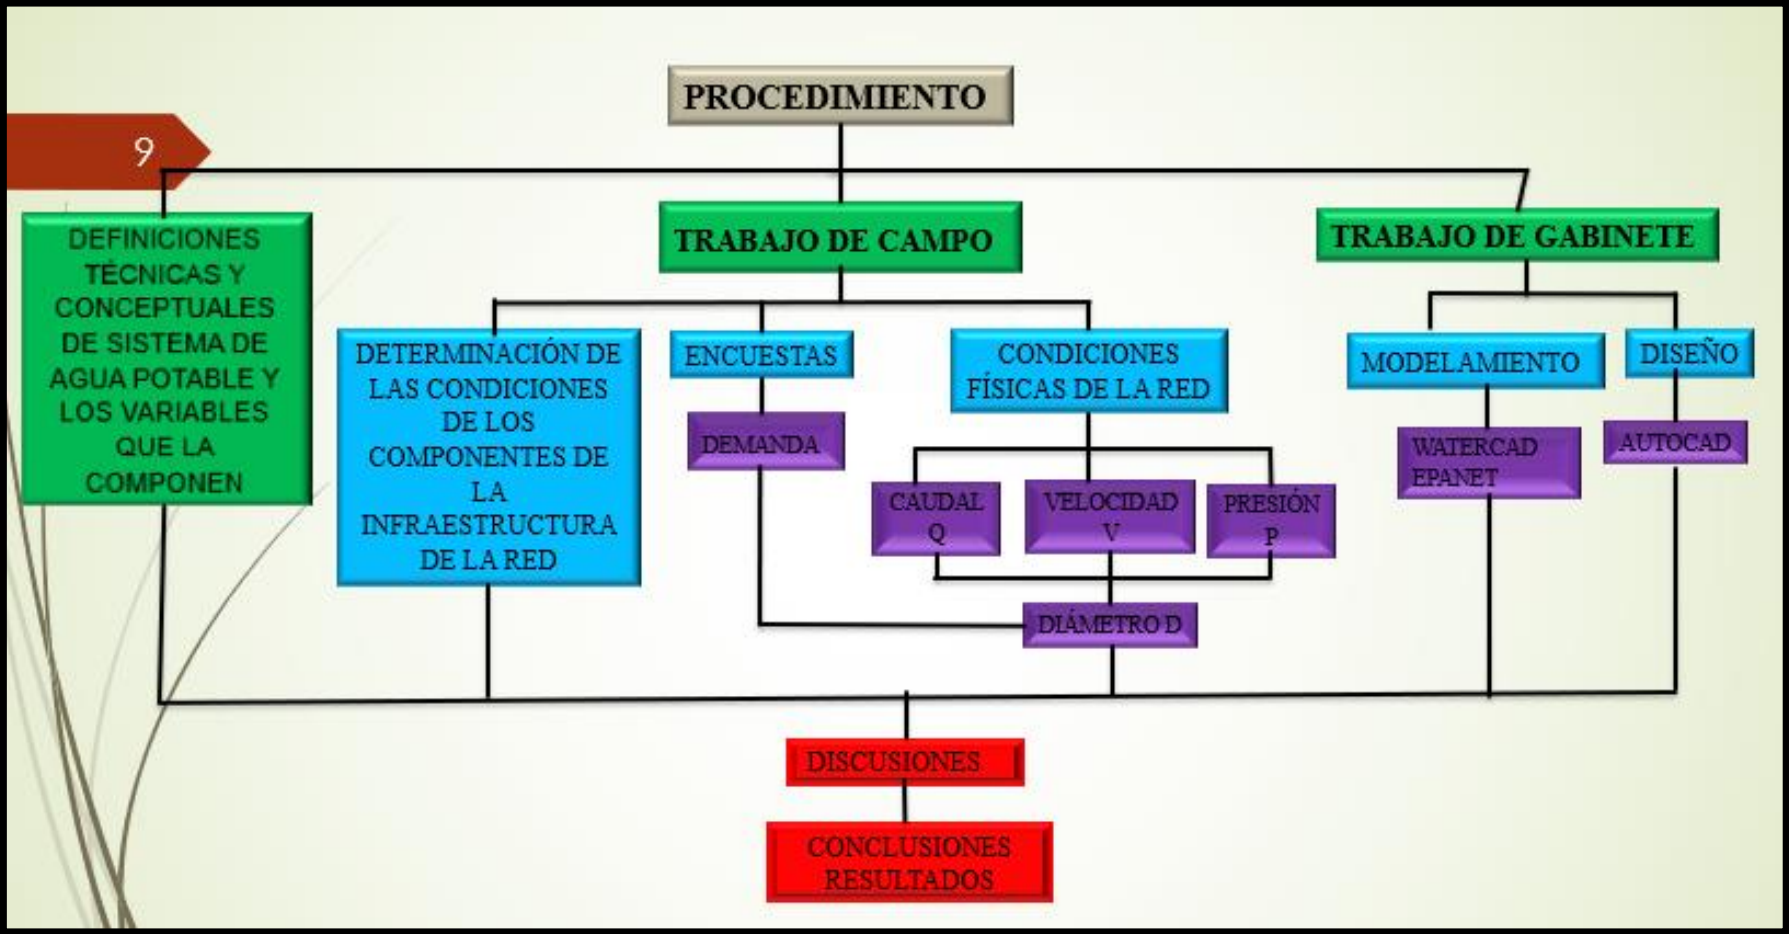 PROCEDIMIENTO
9
DEFINICIONES
TÉCNICAS Y
CONCEPTUALES
DE SISTEMA DE
AGUA POTABLE Y
LOS VARIABLES
QUE LA
COMPONEN
TRABAJO DE CAMPO
TRABAJO DE GABINETE
DETERMINACIÓN DE
LAS CONDICIONES
DE LOS
COMPONENTES DE
LA
INFRAESTRUCTURA
DE LA RED
ENCUESTAS
DEMANDA
CONDICIONES
FÍSICAS DE LA RED
CAUDAL
Q
VELOCIDAD
V
PRESIÓN
P
DIÁMETRO D
MODELAMIENTO
WATERCAD
EPANET
DISEÑO
AUTOCAD
DISCUSIONES
CONCLUSIONES
RESULTADOS